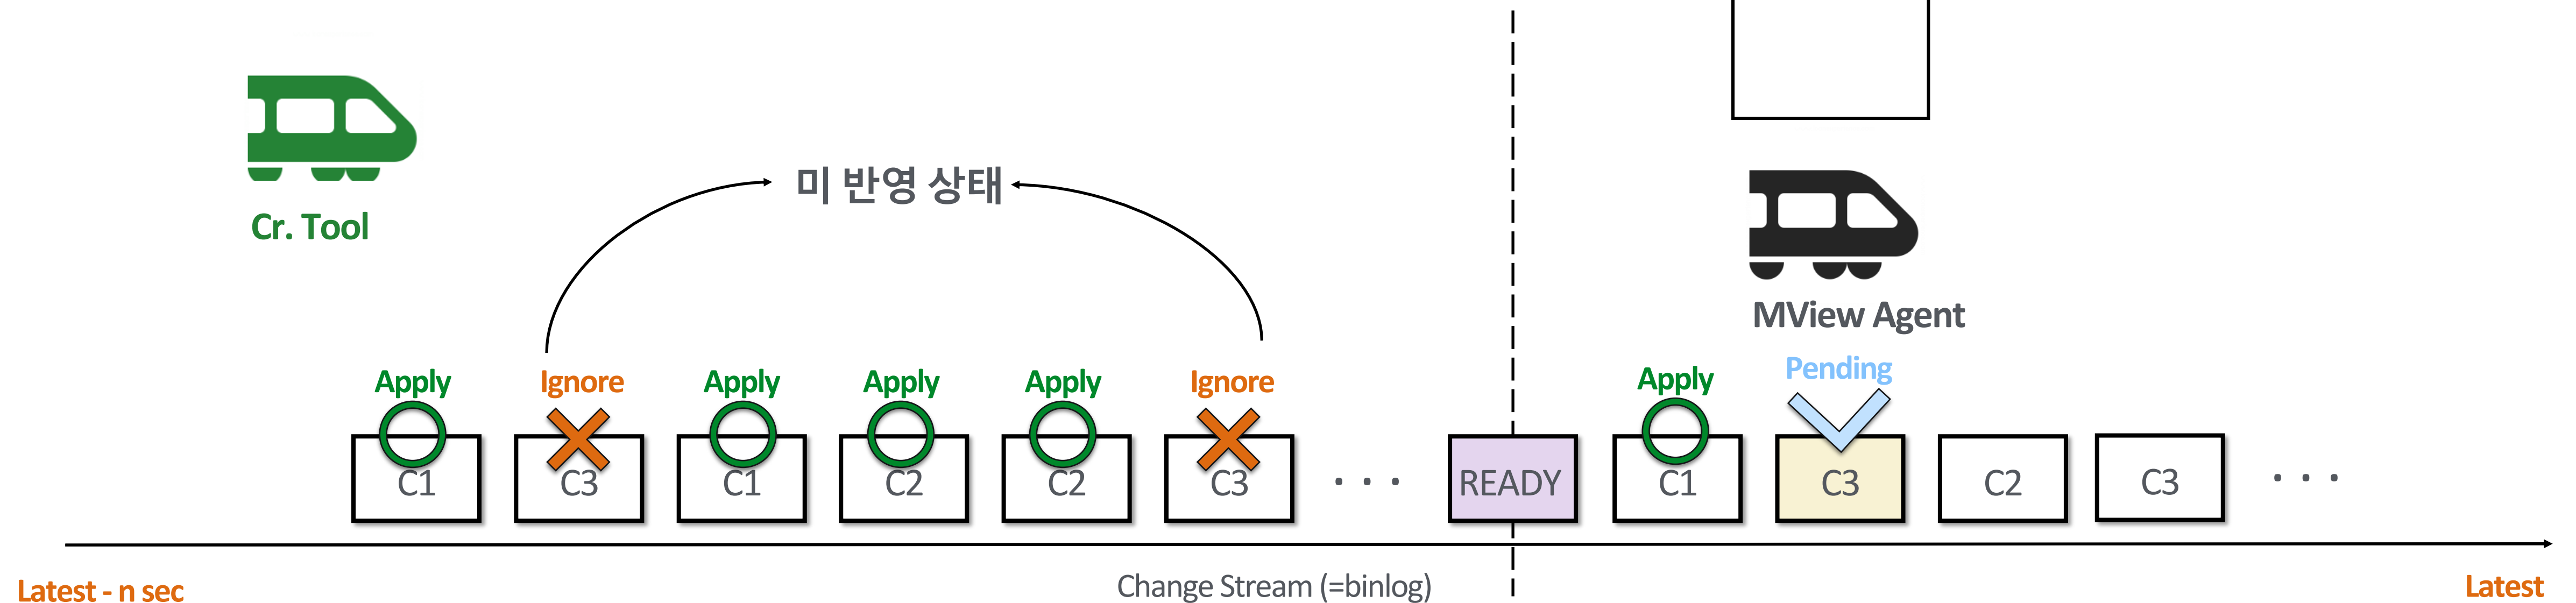 미 반영 상태
Cr. Tool
MView Agent
Apply
Ignore
Apply
Apply
Apply
Ignore
Apply
Pending
C1
C3
C1
C2
C2
C3
. . .
READY
C1
C3
C2
C3
. . .
Latest - n sec
Change Stream (=binlog)
Latest